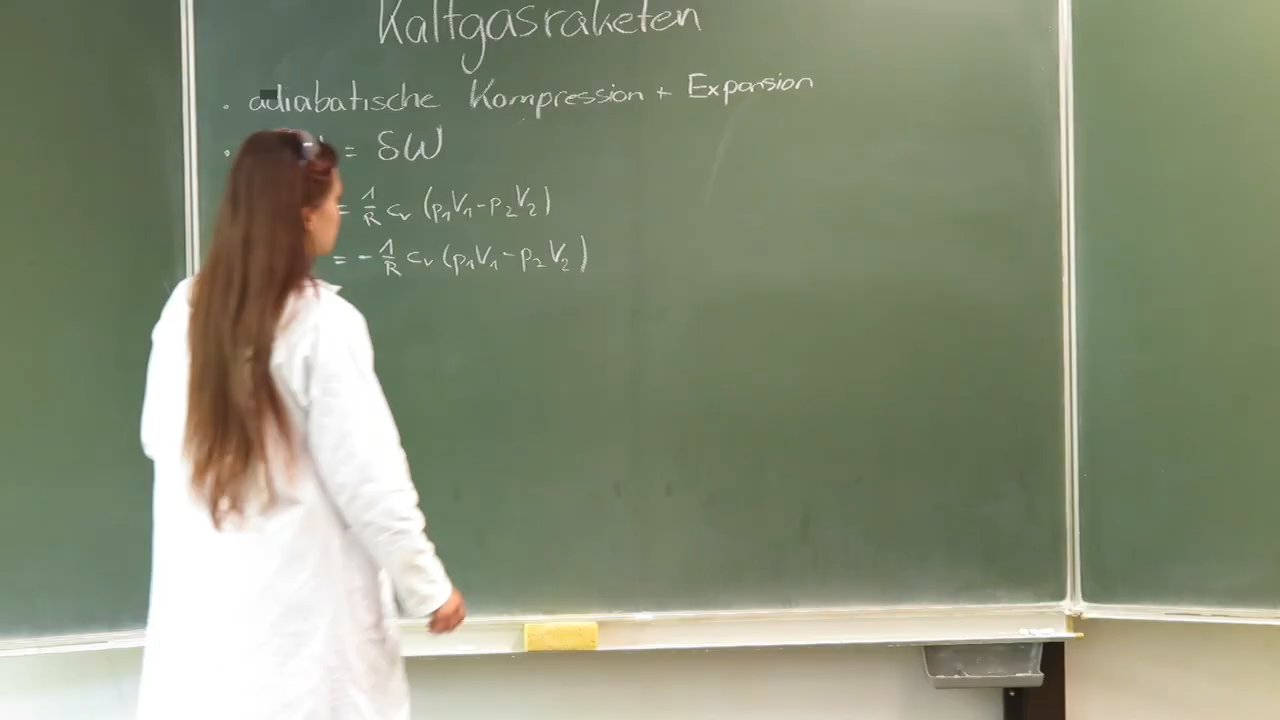 Kaltgasraketen
• adiabatische Kompression + Expansion
• = δW
= 1/R cᵥ (p₁V₁-p₂V₂)
= - 1/R cᵥ (p₁V₁-p₂V₂)